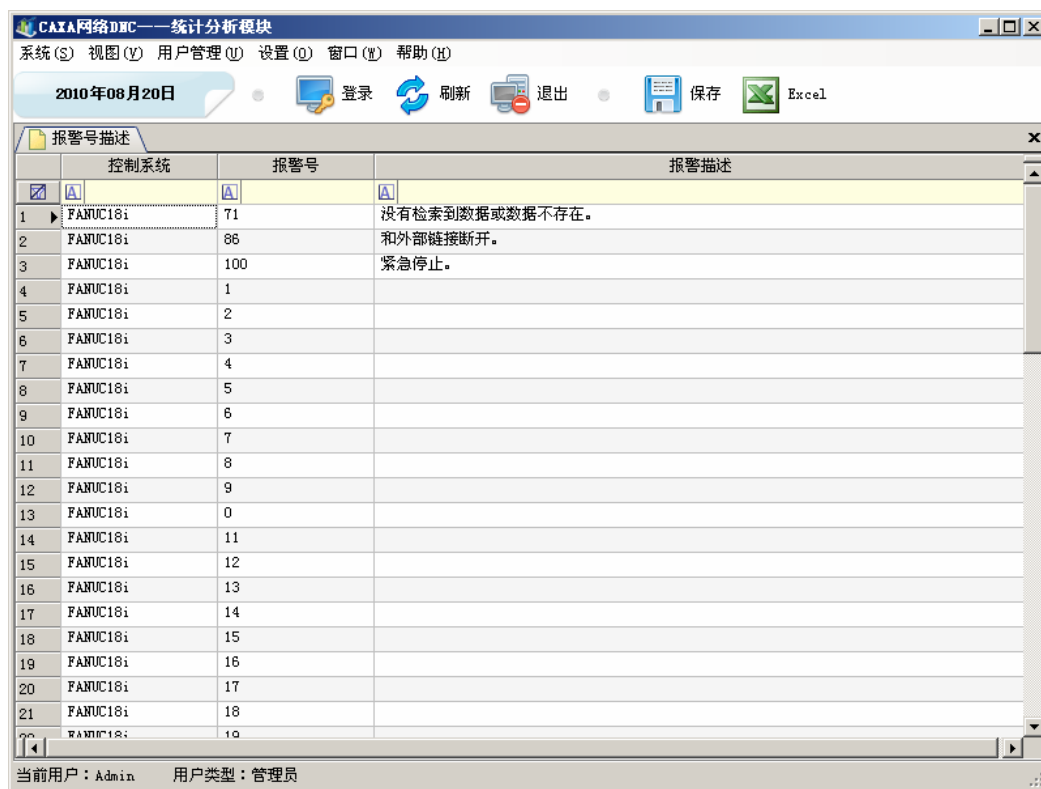 CAXA网络DNC——统计分析模块
系统(S) 视图(V) 用户管理(U) 设置(O) 窗口(W) 帮助(H)
2010年08月20日 登录 刷新 退出 保存 Excel
报警号描述
控制系统 报警号 报警描述
A A A
1 FANUC18i 71 没有检索到数据或数据不存在。
2 FANUC18i 86 和外部链接断开。
3 FANUC18i 100 紧急停止。
4 FANUC18i 1
5 FANUC18i 2
6 FANUC18i 3
7 FANUC18i 4
8 FANUC18i 5
9 FANUC18i 6
10 FANUC18i 7
11 FANUC18i 8
12 FANUC18i 9
13 FANUC18i 0
14 FANUC18i 11
15 FANUC18i 12
16 FANUC18i 13
17 FANUC18i 14
18 FANUC18i 15
19 FANUC18i 16
20 FANUC18i 17
21 FANUC18i 18
22 FANUC18i 19
当前用户：Admin 用户类型：管理员